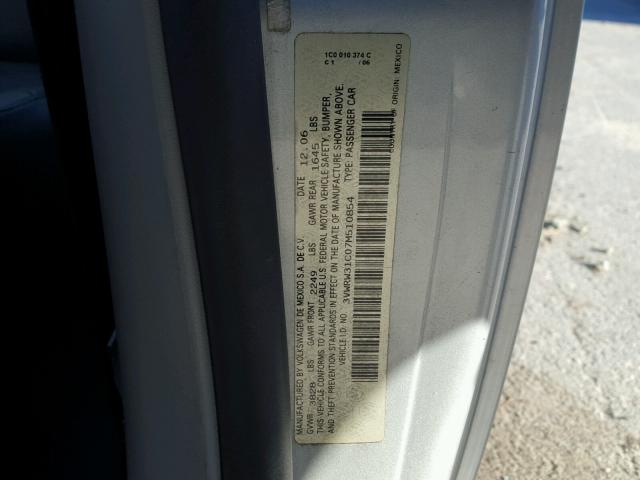 1C0 010 374 C
C 1 / 06
MANUFACTURED BY VOLKSWAGEN DE MEXICO S.A. DE C.V. DATE 12.06
GVWR 3828 LBS GAWR FRONT 2249 LBS GAWR REAR 1645 LBS
THIS VEHICLE CONFORMS TO ALL APPLICABLE U.S. FEDERAL MOTOR VEHICLE SAFETY, BUMPER,
AND THEFT PREVENTION STANDARDS IN EFFECT ON THE DATE OF MANUFACTURE SHOWN ABOVE.
VEHICLE I.D. NO. 3VWRW31C07M510854 TYPE: PASSENGER CAR
COUNTRY OF ORIGIN: MEXICO